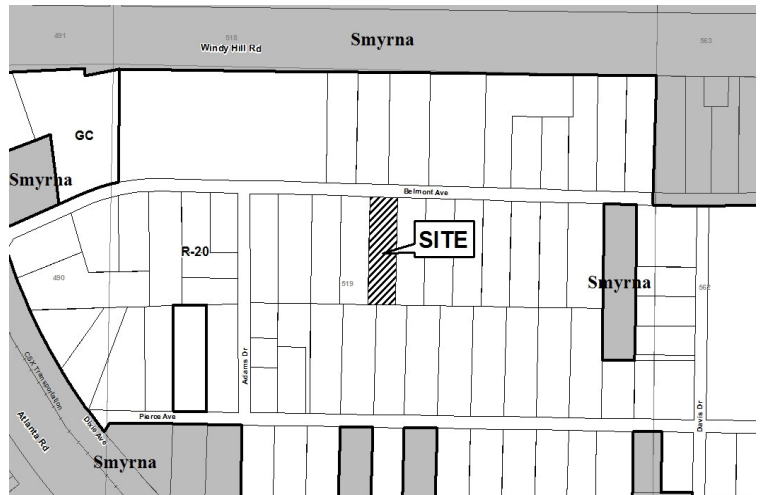 491
518
Smyrna
563
Windy Hill Rd
GC
Smyrna
Belmont Ave
SITE
R-20
490
519
Smyrna
562
CSX Transportation
Adams Dr
Atlanta Rd
Dixie Ave
Pierce Ave
Davis Dr
Smyrna